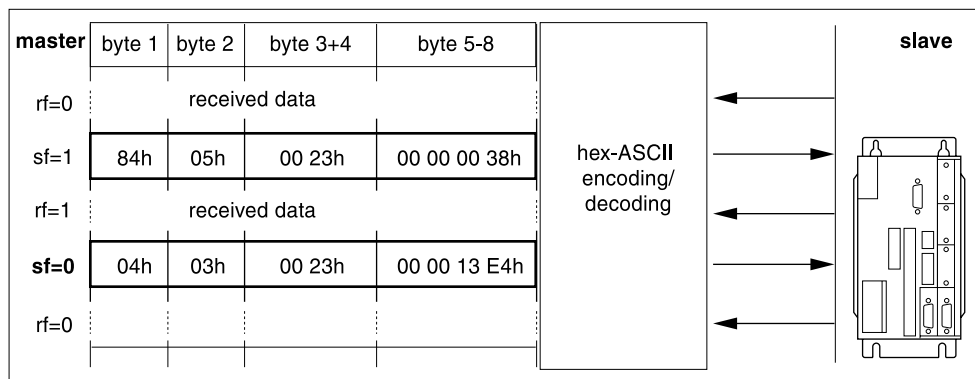 master byte 1 byte 2 byte 3+4 byte 5-8 slave
rf=0 received data
sf=1 84h 05h 00 23h 00 00 00 38h
hex-ASCII
encoding/
decoding
rf=1 received data
sf=0 04h 03h 00 23h 00 00 13 E4h
rf=0